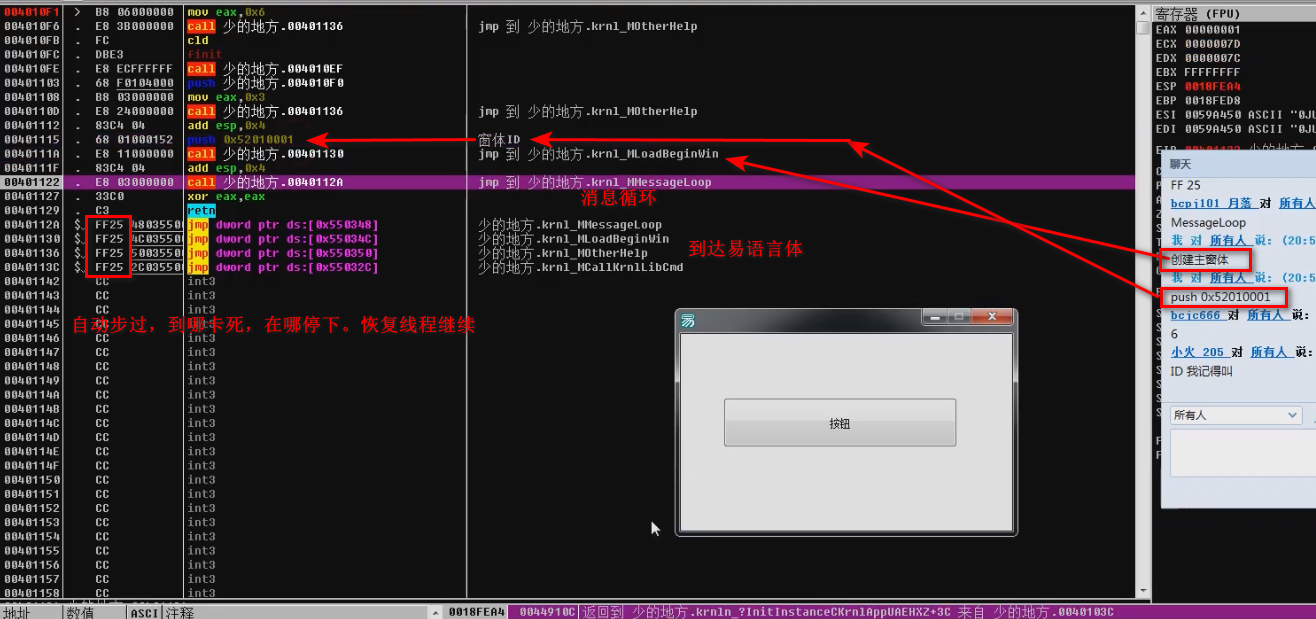 寄存器 (FPU)
004010F1 > B8 06000000 mov eax,0x6
004010F6 . E8 3B000000 call 少的地方.00401136 jmp 到 少的地方.krnl_MOtherHelp
004010FB . FC cld
004010FC . DBE3 finit
004010FE . E8 ECFFFFFF call 少的地方.004010EF
00401103 . 68 F0104000 push 少的地方.004010F0
00401108 . B8 03000000 mov eax,0x3
0040110D . E8 24000000 call 少的地方.00401136 jmp 到 少的地方.krnl_MOtherHelp
00401112 . 83C4 04 add esp,0x4
00401115 . 68 01000152 push 0x52010001 窗体ID
0040111A . E8 11000000 call 少的地方.00401130 jmp 到 少的地方.krnl_MLoadBeginWin
0040111F . 83C4 04 add esp,0x4
00401122 . E8 03000000 call 少的地方.0040112A jmp 到 少的地方.krnl_MMessageLoop
00401127 . 33C0 xor eax,eax
00401129 . C3 retn
0040112A $. FF25 48035500 jmp dword ptr ds:[0x550348] 少的地方.krnl_MMessageLoop
00401130 $. FF25 4C035500 jmp dword ptr ds:[0x55034C] 少的地方.krnl_MLoadBeginWin
00401136 $. FF25 50035500 jmp dword ptr ds:[0x550350] 少的地方.krnl_MOtherHelp
0040113C $. FF25 2C035500 jmp dword ptr ds:[0x55032C] 少的地方.krnl_MCallKrnlLibCmd
00401142 CC int3
00401143 CC int3
00401144 CC int3
00401145 CC int3
00401146 CC int3
00401147 CC int3
00401148 CC int3
00401149 CC int3
0040114A CC int3
0040114B CC int3
0040114C CC int3
0040114D CC int3
0040114E CC int3
0040114F CC int3
00401150 CC int3
00401151 CC int3
00401152 CC int3
00401153 CC int3
00401154 CC int3
00401155 CC int3
00401156 CC int3
00401157 CC int3
00401158 CC int3
消息循环
到达易语言体
自动步过，到哪卡死，在哪停下。恢复线程继续
易
按钮
EAX 00000001
ECX 0000007D
EDX 0000007C
EBX FFFFFFFF
ESP 0018FEA4
EBP 0018FED8
ESI 0059A450 ASCII "0JU
EDI 0059A450 ASCII "0JU
聊天
FF 25
bcpj101_月落 对 所有人
MessageLoop
我 对 所有人 说: (20:5
创建主窗体
我 对 所有人 说: (20:5
push 0x52010001
bcjc666 对 所有人 说:
6
小火_205 对 所有人 说:
ID 我记得叫
所有人
地址 数值 ASCI 注释
0018FEA4 0044910C 返回到 少的地方.krnln_?InitInstanceCKrnlAppUAEHXZ+3C 来自 少的地方.0040103C